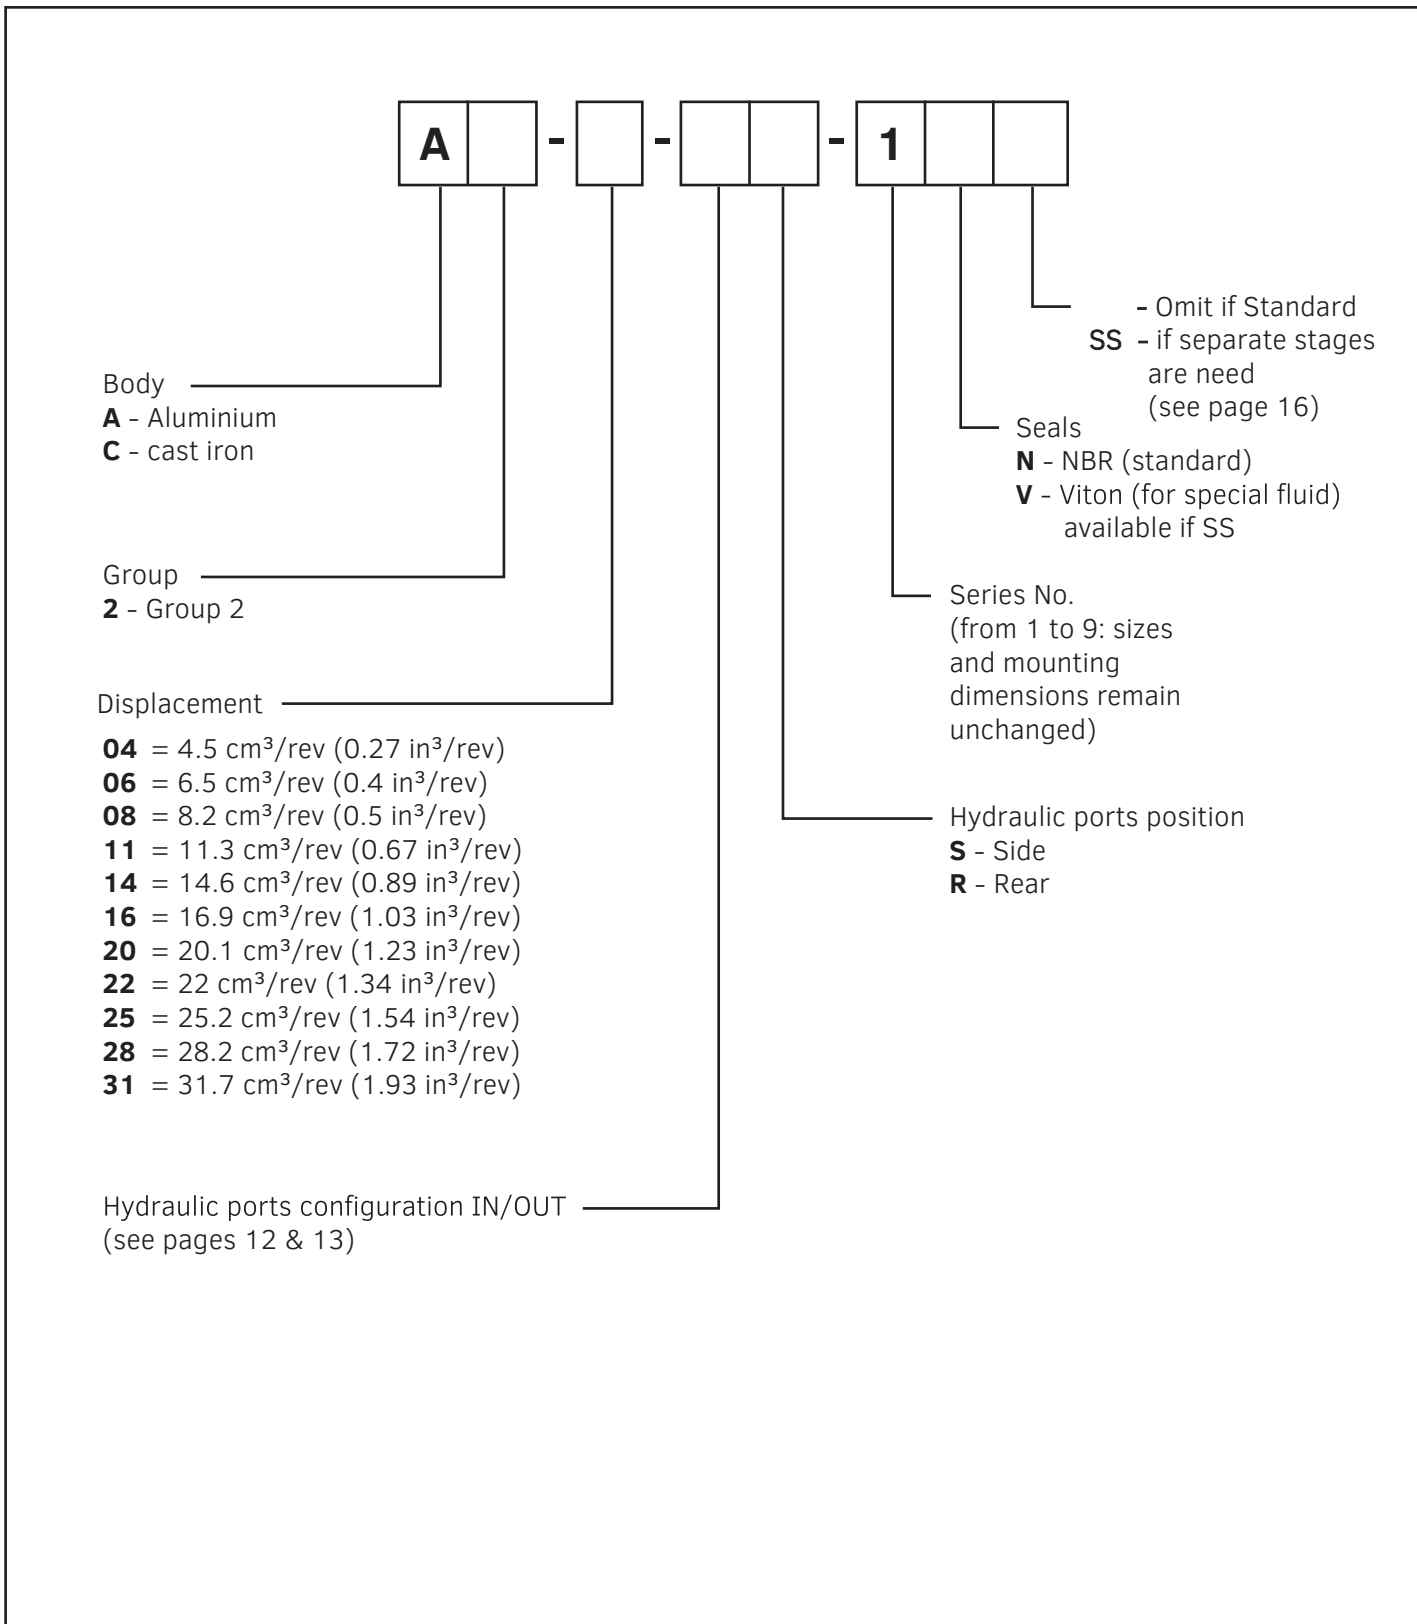 A - - - 1
- Omit if Standard
SS - if separate stages
are need
(see page 16)
Body
A - Aluminium
C - cast iron
Seals
N - NBR (standard)
V - Viton (for special fluid)
available if SS
Group
2 - Group 2
Series No.
(from 1 to 9: sizes
and mounting
dimensions remain
unchanged)
Displacement
04 = 4.5 cm³/rev (0.27 in³/rev)
06 = 6.5 cm³/rev (0.4 in³/rev)
08 = 8.2 cm³/rev (0.5 in³/rev)
11 = 11.3 cm³/rev (0.67 in³/rev)
14 = 14.6 cm³/rev (0.89 in³/rev)
16 = 16.9 cm³/rev (1.03 in³/rev)
20 = 20.1 cm³/rev (1.23 in³/rev)
22 = 22 cm³/rev (1.34 in³/rev)
25 = 25.2 cm³/rev (1.54 in³/rev)
28 = 28.2 cm³/rev (1.72 in³/rev)
31 = 31.7 cm³/rev (1.93 in³/rev)
Hydraulic ports position
S - Side
R - Rear
Hydraulic ports configuration IN/OUT
(see pages 12 & 13)